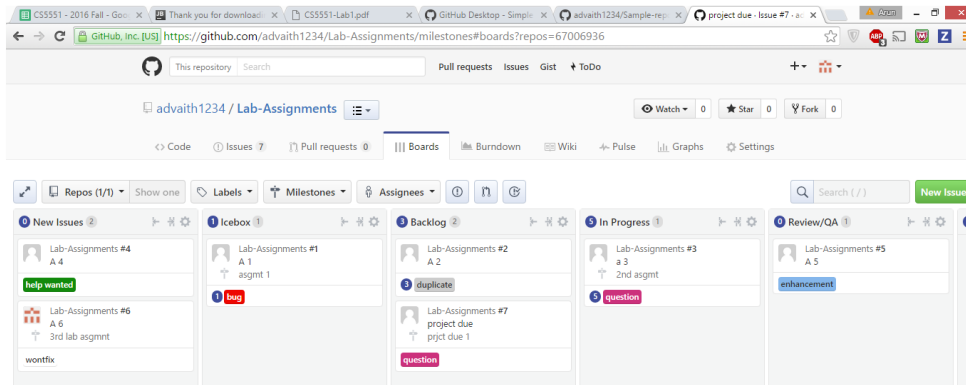 CS5551 - 2016 Fall - Goo
Thank you for downloadi
CS5551-Lab1.pdf
GitHub Desktop - Simple
advaith1234/Sample-repo
project due · Issue #7 · ad
Arun
GitHub, Inc. [US] https://github.com/advaith1234/Lab-Assignments/milestones#boards?repos=67006936
ABP
3
Z
This repository Search
Pull requests Issues Gist ToDo
advaith1234 / Lab-Assignments
Watch 0 Star 0 Fork 0
Code Issues 7 Pull requests 0 Boards Burndown Wiki Pulse Graphs Settings
Repos (1/1) Show one Labels Milestones Assignees Search ( / ) New Issue
0 New Issues 2
Lab-Assignments #4
A 4
help wanted
Lab-Assignments #6
A 6
3rd lab asgmnt
wontfix
1 Icebox 1
Lab-Assignments #1
A 1
asgmt 1
1 bug
3 Backlog 2
Lab-Assignments #2
A 2
3 duplicate
Lab-Assignments #7
project due
prjct due 1
question
5 In Progress 1
Lab-Assignments #3
a 3
2nd asgmt
5 question
0 Review/QA 1
Lab-Assignments #5
A 5
enhancement